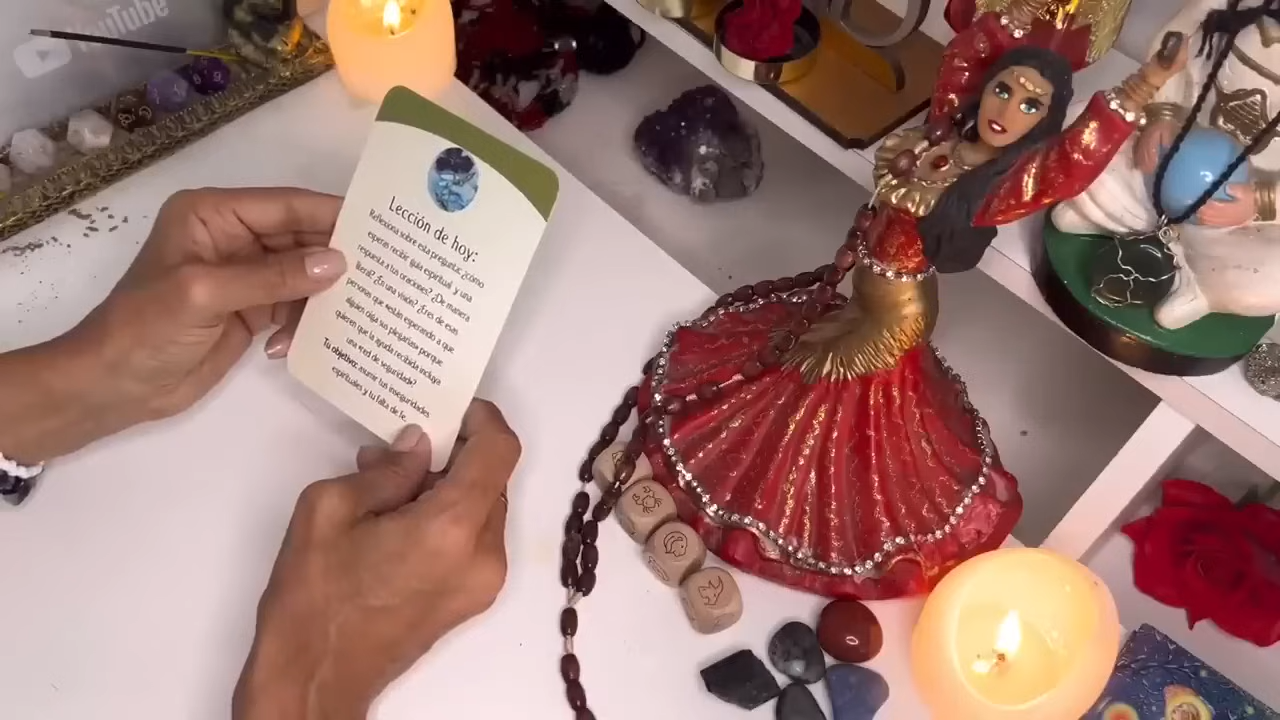 YouTube
Lección de hoy:
Reflexiona sobre esta pregunta: ¿cómo
esperas recibir guía espiritual y una
respuesta a tus oraciones? ¿De manera
literal? ¿En una visión? ¿Eres de esas
personas que «están esperando a que
alguien oiga sus plegarias» porque
quieren que la ayuda recibida incluya
una «red de seguridad»?
Tu objetivo: asumir tus inseguridades
espirituales y tu falta de fe.